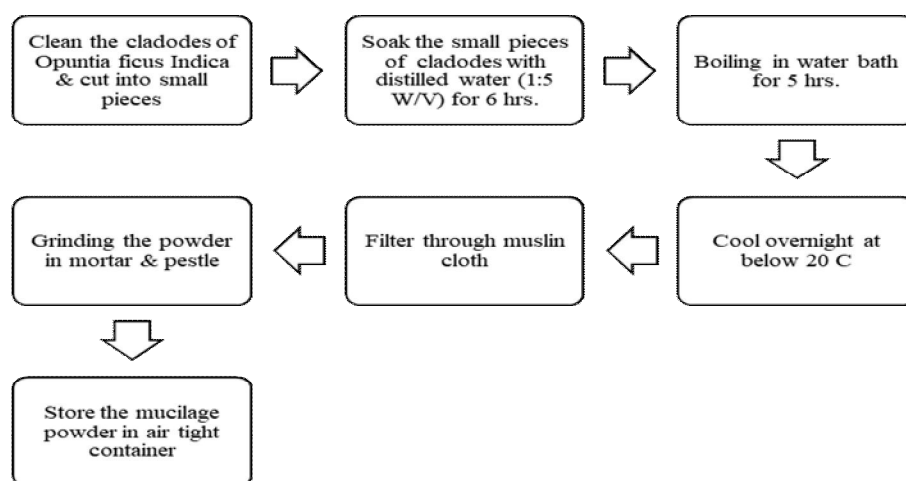 Clean the cladodes of
Opuntia ficus Indica
& cut into small
pieces
Soak the small pieces
of cladodes with
distilled water (1:5
W/V) for 6 hrs.
Boiling in water bath
for 5 hrs.
Cool overnight at
below 20 C
Filter through muslin
cloth
Grinding the powder
in mortar & pestle
Store the mucilage
powder in air tight
container